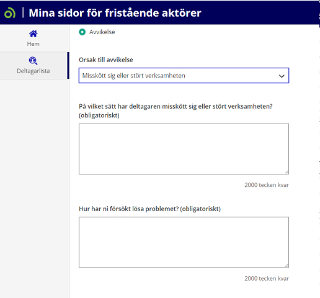 Mina sidor för fristående aktörer
Hem
Deltagarlista
Avvikelse
Orsak till avvikelse
Misskött sig eller stört verksamheten
På vilket sätt har deltagaren misskött sig eller stört verksamheten?
(obligatoriskt)
2000 tecken kvar
Hur har ni försökt lösa problemet? (obligatoriskt)
2000 tecken kvar